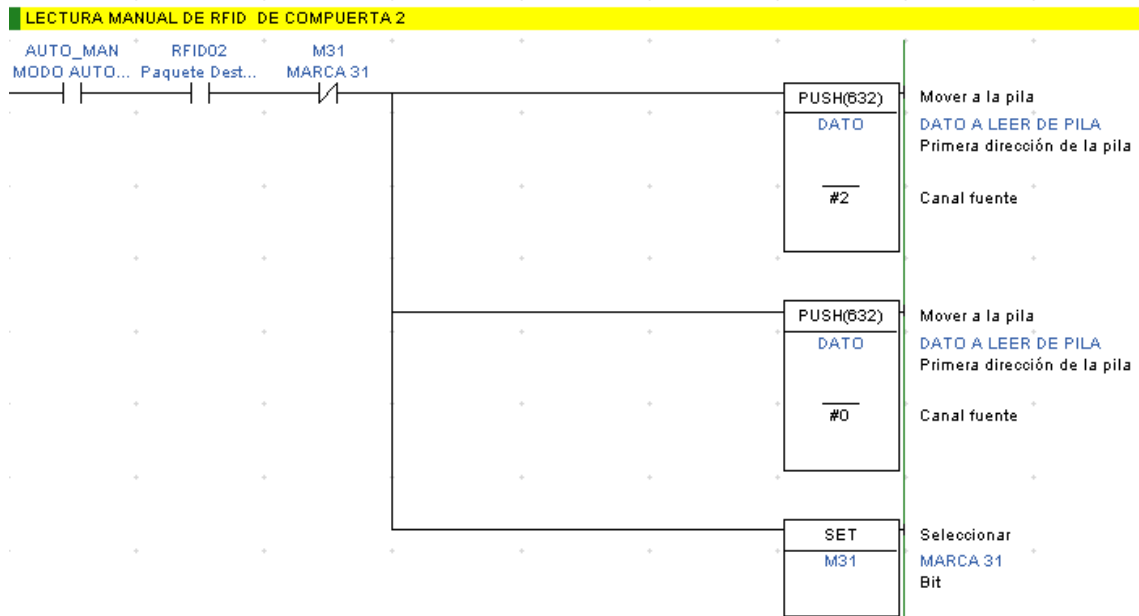 LECTURA MANUAL DE RFID DE COMPUERTA 2
AUTO_MAN RFID02 M31
MODO AUTO... Paquete Dest... MARCA 31
PUSH(632) Mover a la pila
DATO DATO A LEER DE PILA
Primera dirección de la pila
#2 Canal fuente
PUSH(632) Mover a la pila
DATO DATO A LEER DE PILA
Primera dirección de la pila
#0 Canal fuente
SET Seleccionar
M31 MARCA 31
Bit